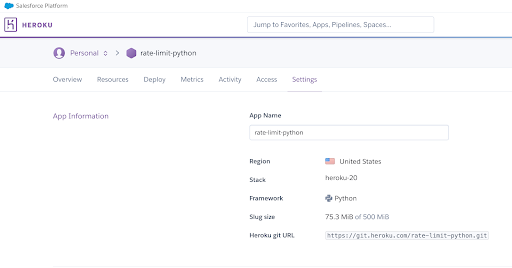 Salesforce Platform
HEROKU
Jump to Favorites, Apps, Pipelines, Spaces...
Personal > rate-limit-python
Overview Resources Deploy Metrics Activity Access Settings
App Information
App Name
rate-limit-python
Region United States
Stack heroku-20
Framework Python
Slug size 75.3 MiB of 500 MiB
Heroku git URL https://git.heroku.com/rate-limit-python.git